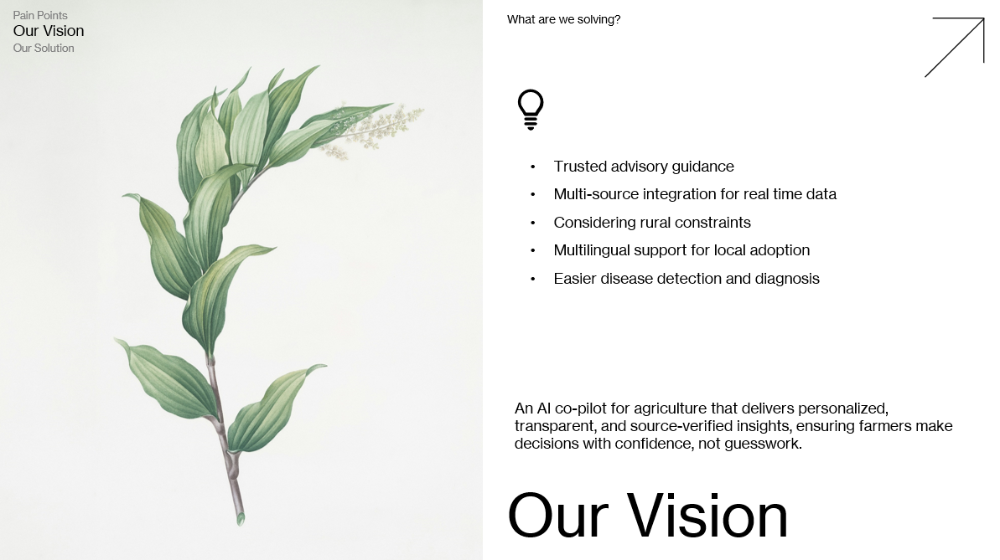 Pain Points
Our Vision
Our Solution
What are we solving?
• Trusted advisory guidance
• Multi-source integration for real time data
• Considering rural constraints
• Multilingual support for local adoption
• Easier disease detection and diagnosis
An AI co-pilot for agriculture that delivers personalized,
transparent, and source-verified insights, ensuring farmers make
decisions with confidence, not guesswork.
Our Vision